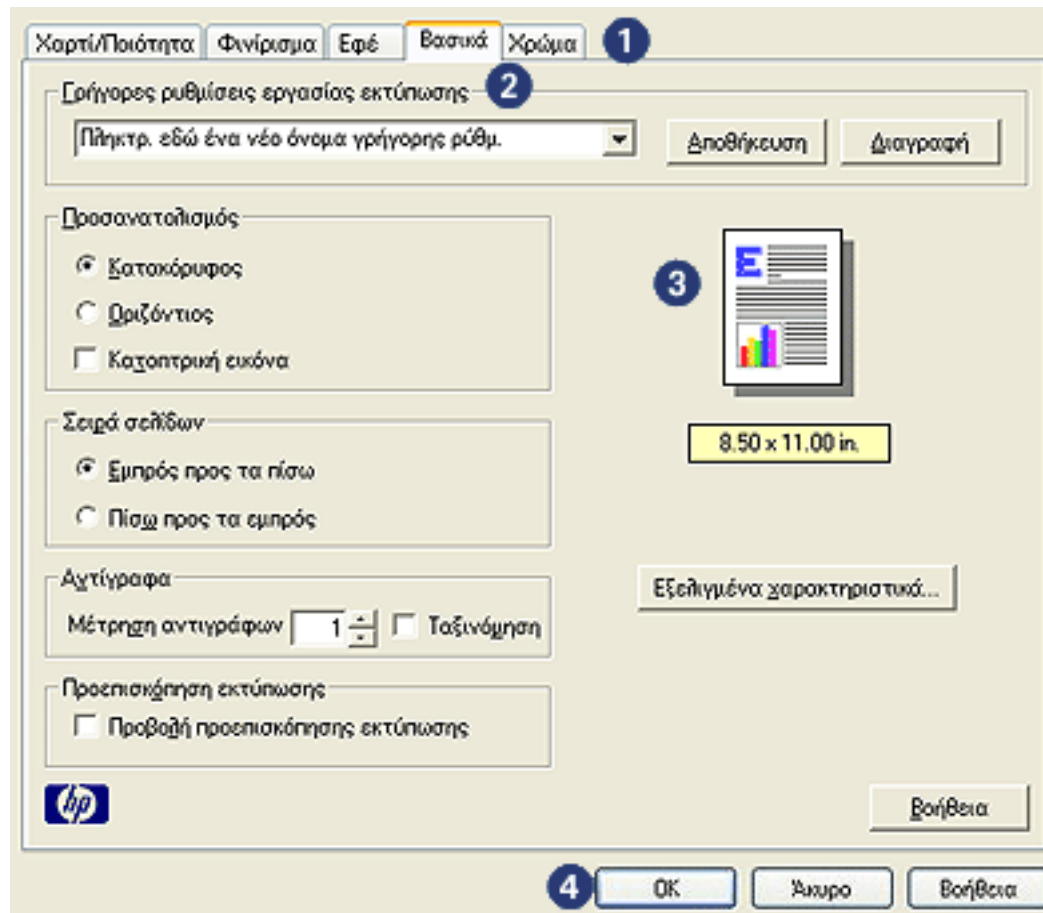 Χαρτί/Ποιότητα Φινίρισμα Εφέ Βασικά Χρώμα 1
Γρήγορες ρυθμίσεις εργασίας εκτύπωσης 2
Πληκτρ. εδώ ένα νέο όνομα γρήγορης ρύθμ. Αποθήκευση Διαγραφή
Προσανατολισμός
Κατακόρυφος
Οριζόντιος
Κατοπτρική εικόνα
3
E
8.50 x 11.00 in.
Σειρά σελίδων
Εμπρός προς τα πίσω
Πίσω προς τα εμπρός
Αντίγραφα
Μέτρηση αντιγράφων 1 Ταξινόμηση
Εξελιγμένα χαρακτηριστικά...
Προεπισκόπηση εκτύπωσης
Προβολή προεπισκόπησης εκτύπωσης
hp
Βοήθεια
4 OK Άκυρο Βοήθεια